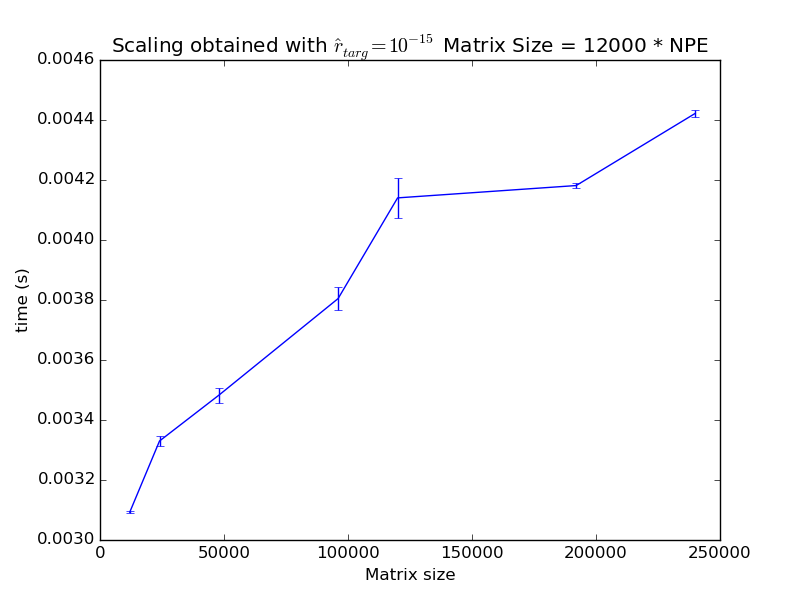 Scaling obtained with $\hat{r}_{targ} = 10^{-15}$ Matrix Size = 12000 * NPE
0.0046
0.0044
0.0042
0.0040
0.0038
0.0036
0.0034
0.0032
0.0030
time (s)
0 50000 100000 150000 200000 250000
Matrix size